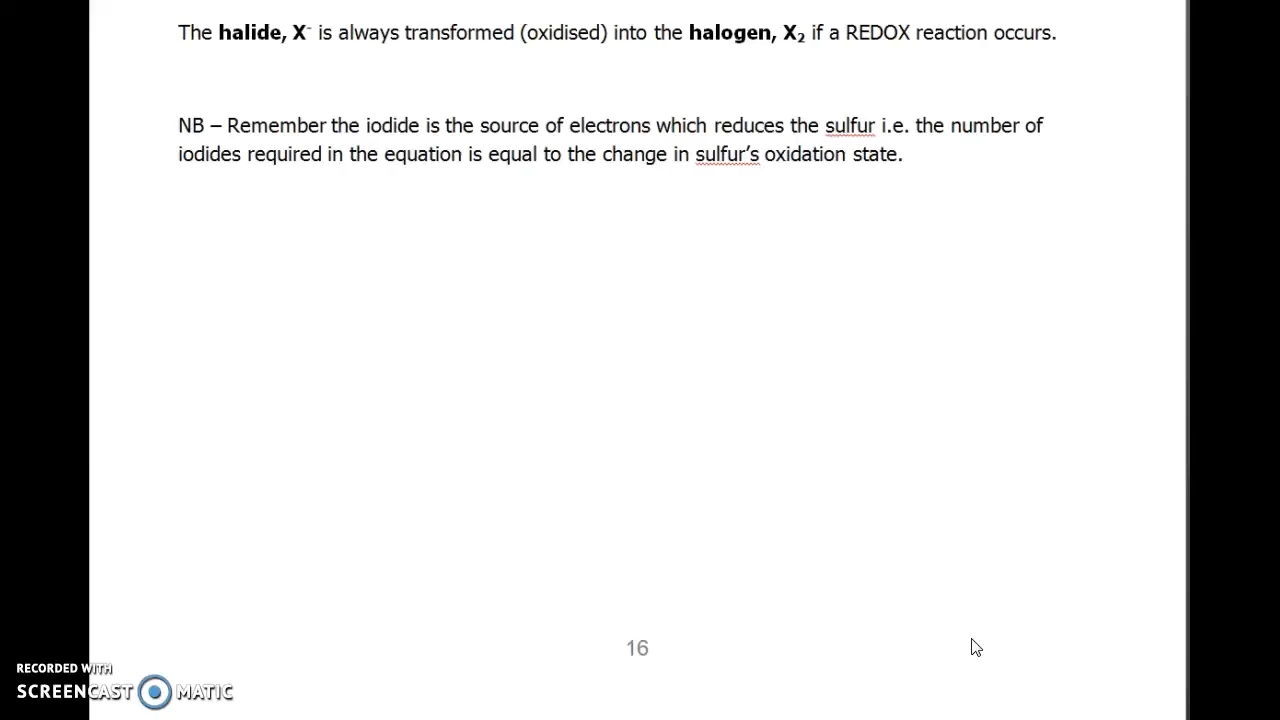 The halide, X⁻ is always transformed (oxidised) into the halogen, X₂ if a REDOX reaction occurs.
NB – Remember the iodide is the source of electrons which reduces the sulfur i.e. the number of
iodides required in the equation is equal to the change in sulfur’s oxidation state.
16
RECORDED WITH
SCREENCAST MATIC